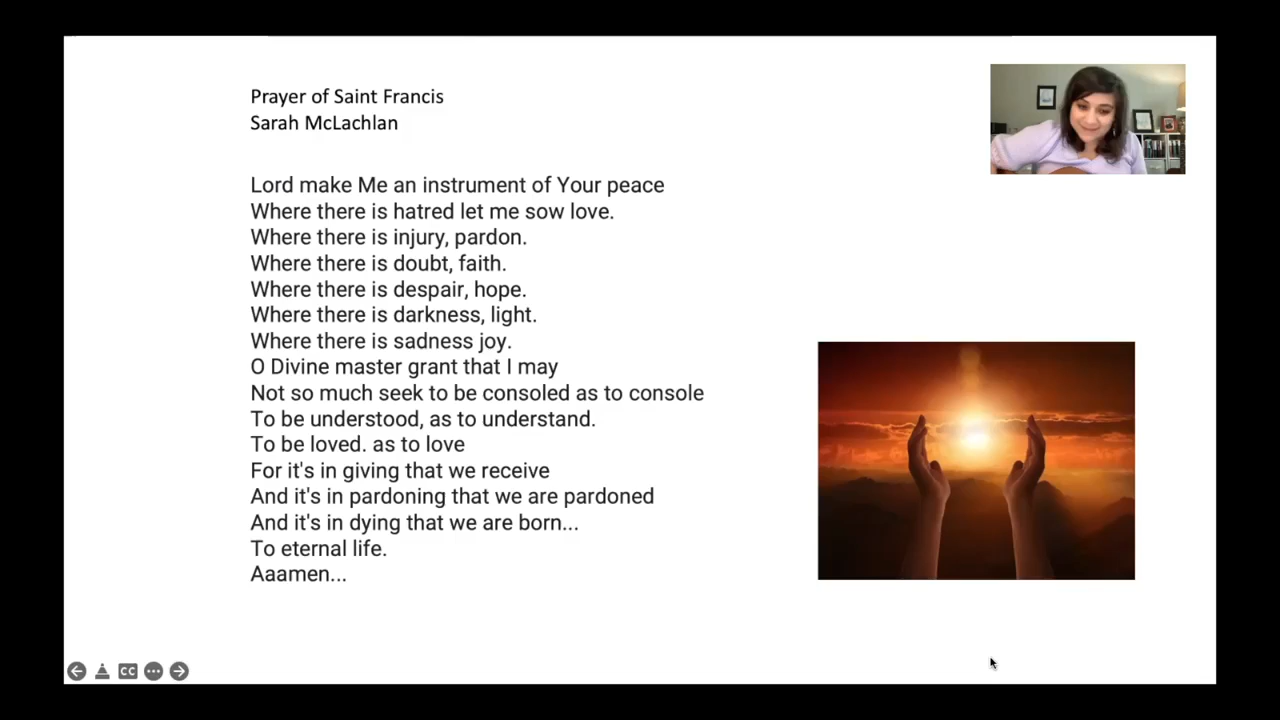 Prayer of Saint Francis
Sarah McLachlan
Lord make Me an instrument of Your peace
Where there is hatred let me sow love.
Where there is injury, pardon.
Where there is doubt, faith.
Where there is despair, hope.
Where there is darkness, light.
Where there is sadness joy.
O Divine master grant that I may
Not so much seek to be consoled as to console
To be understood, as to understand.
To be loved. as to love
For it's in giving that we receive
And it's in pardoning that we are pardoned
And it's in dying that we are born...
To eternal life.
Aaamen...
CC